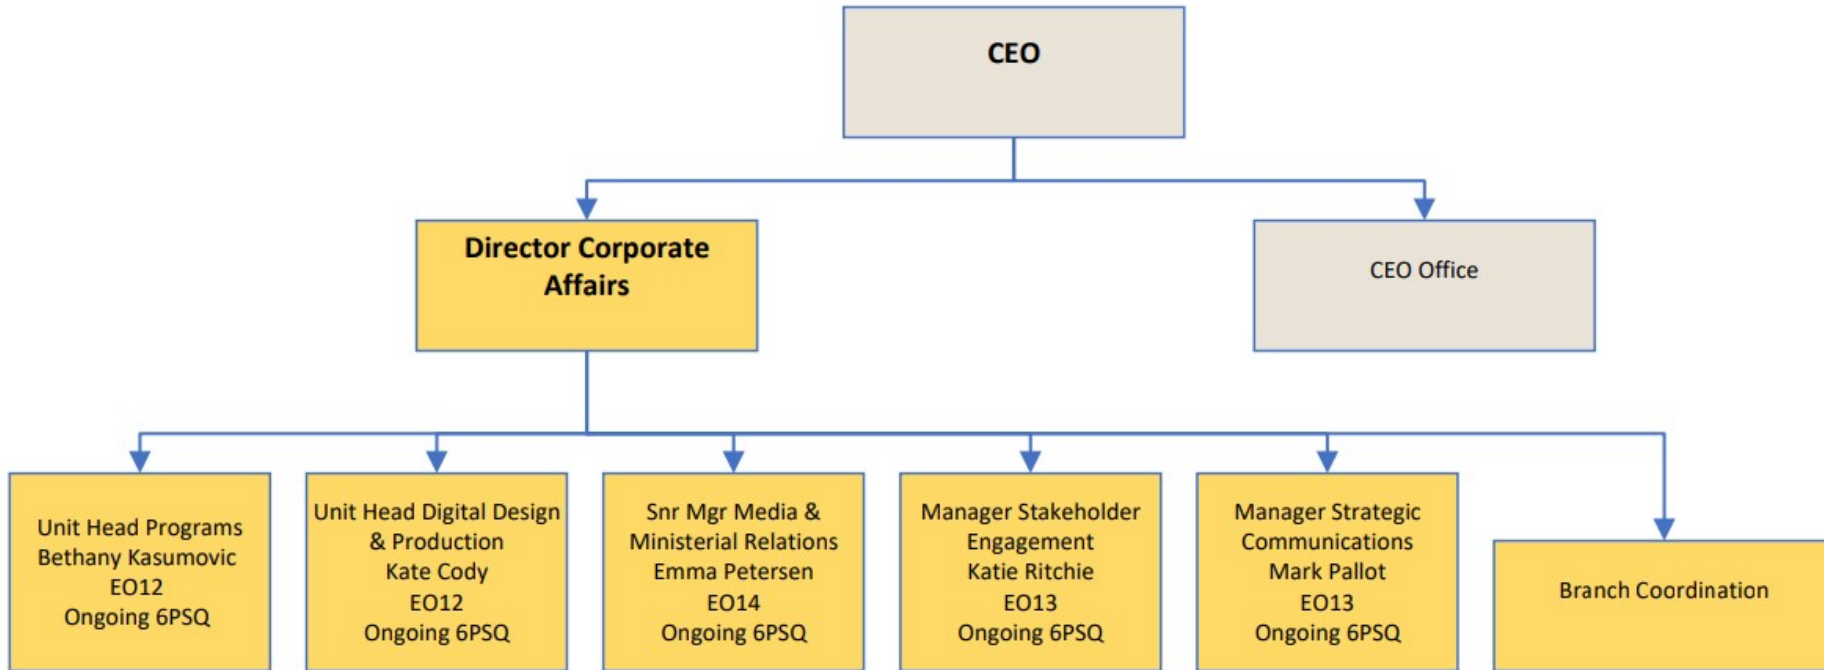 CEO
Director Corporate
Affairs
CEO Office
Unit Head Programs
Bethany Kasumovic
EO12
Ongoing 6PSQ
Unit Head Digital Design
& Production
Kate Cody
EO12
Ongoing 6PSQ
Snr Mgr Media &
Ministerial Relations
Emma Petersen
EO14
Ongoing 6PSQ
Manager Stakeholder
Engagement
Katie Ritchie
EO13
Ongoing 6PSQ
Manager Strategic
Communications
Mark Pallot
EO13
Ongoing 6PSQ
Branch Coordination